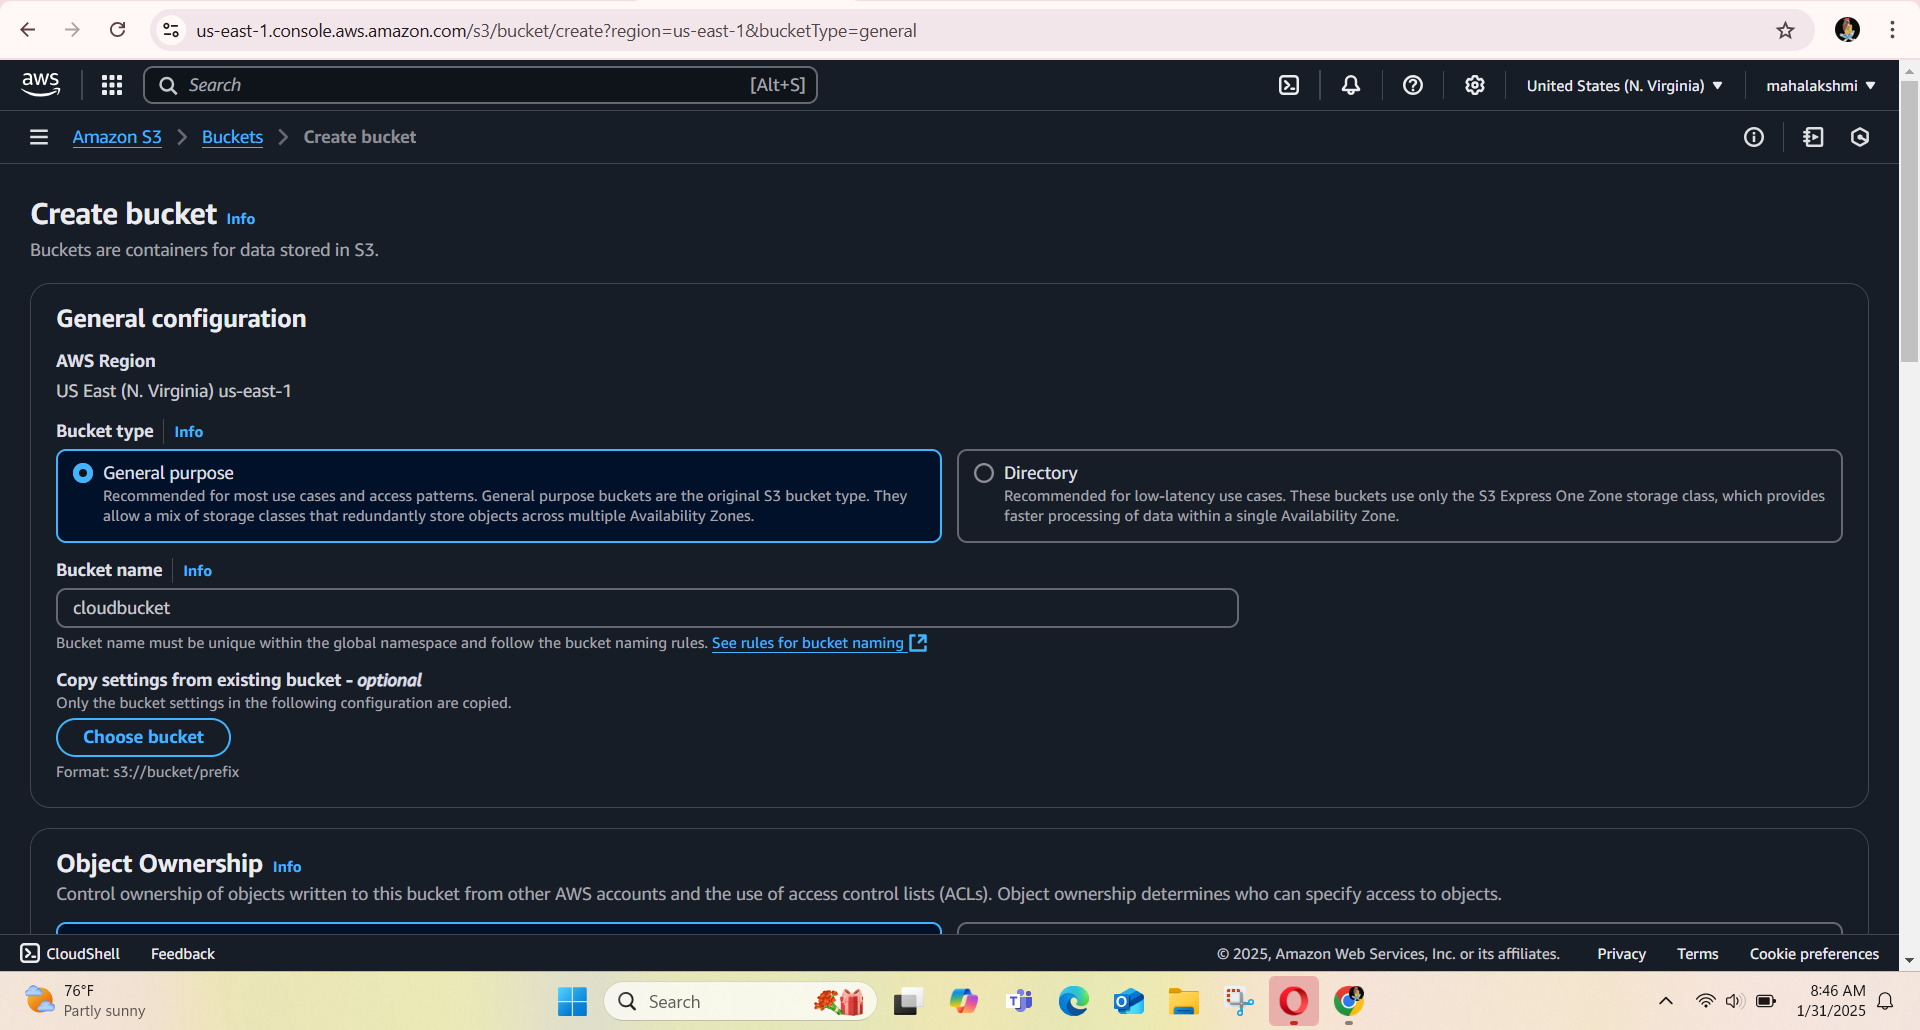 us-east-1.console.aws.amazon.com/s3/bucket/create?region=us-east-1&bucketType=general
aws
Search
[Alt+S]
United States (N. Virginia)
mahalakshmi
Amazon S3
Buckets
Create bucket
Create bucket Info
Buckets are containers for data stored in S3.
General configuration
AWS Region
US East (N. Virginia) us-east-1
Bucket type Info
General purpose
Recommended for most use cases and access patterns. General purpose buckets are the original S3 bucket type. They
allow a mix of storage classes that redundantly store objects across multiple Availability Zones.
Directory
Recommended for low-latency use cases. These buckets use only the S3 Express One Zone storage class, which provides
faster processing of data within a single Availability Zone.
Bucket name Info
cloudbucket
Bucket name must be unique within the global namespace and follow the bucket naming rules. See rules for bucket naming
Copy settings from existing bucket - optional
Only the bucket settings in the following configuration are copied.
Choose bucket
Format: s3://bucket/prefix
Object Ownership Info
Control ownership of objects written to this bucket from other AWS accounts and the use of access control lists (ACLs). Object ownership determines who can specify access to objects.
CloudShell
Feedback
© 2025, Amazon Web Services, Inc. or its affiliates.
Privacy
Terms
Cookie preferences
76°F
Partly sunny
Search
8:46 AM
1/31/2025